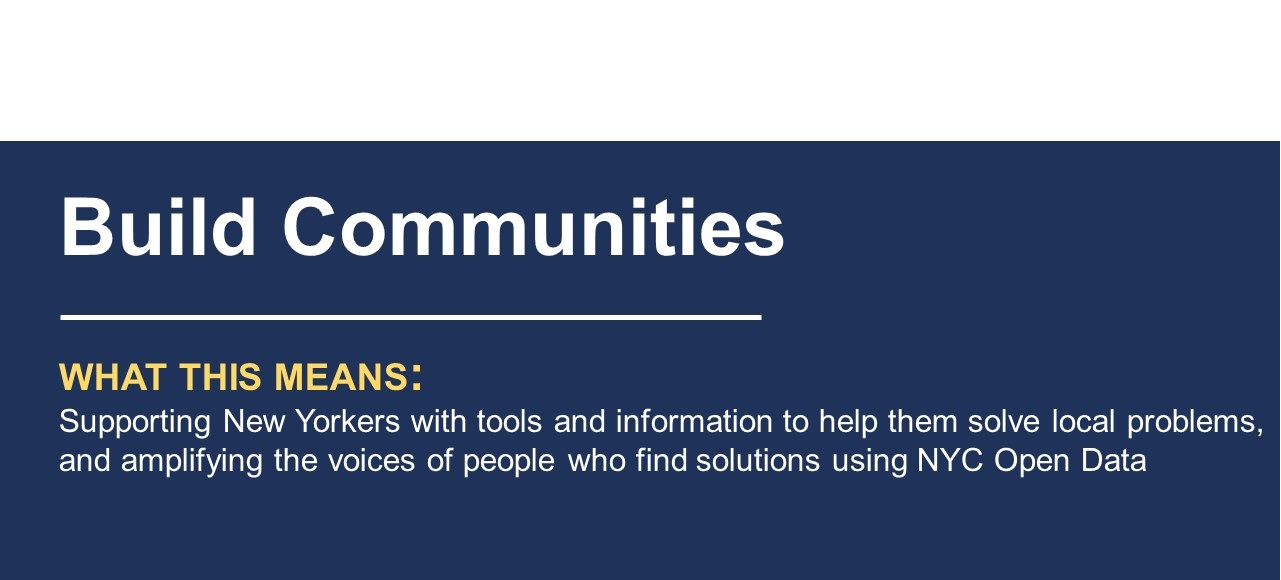 Build Communities
WHAT THIS MEANS:
Supporting New Yorkers with tools and information to help them solve local problems,
and amplifying the voices of people who find solutions using NYC Open Data